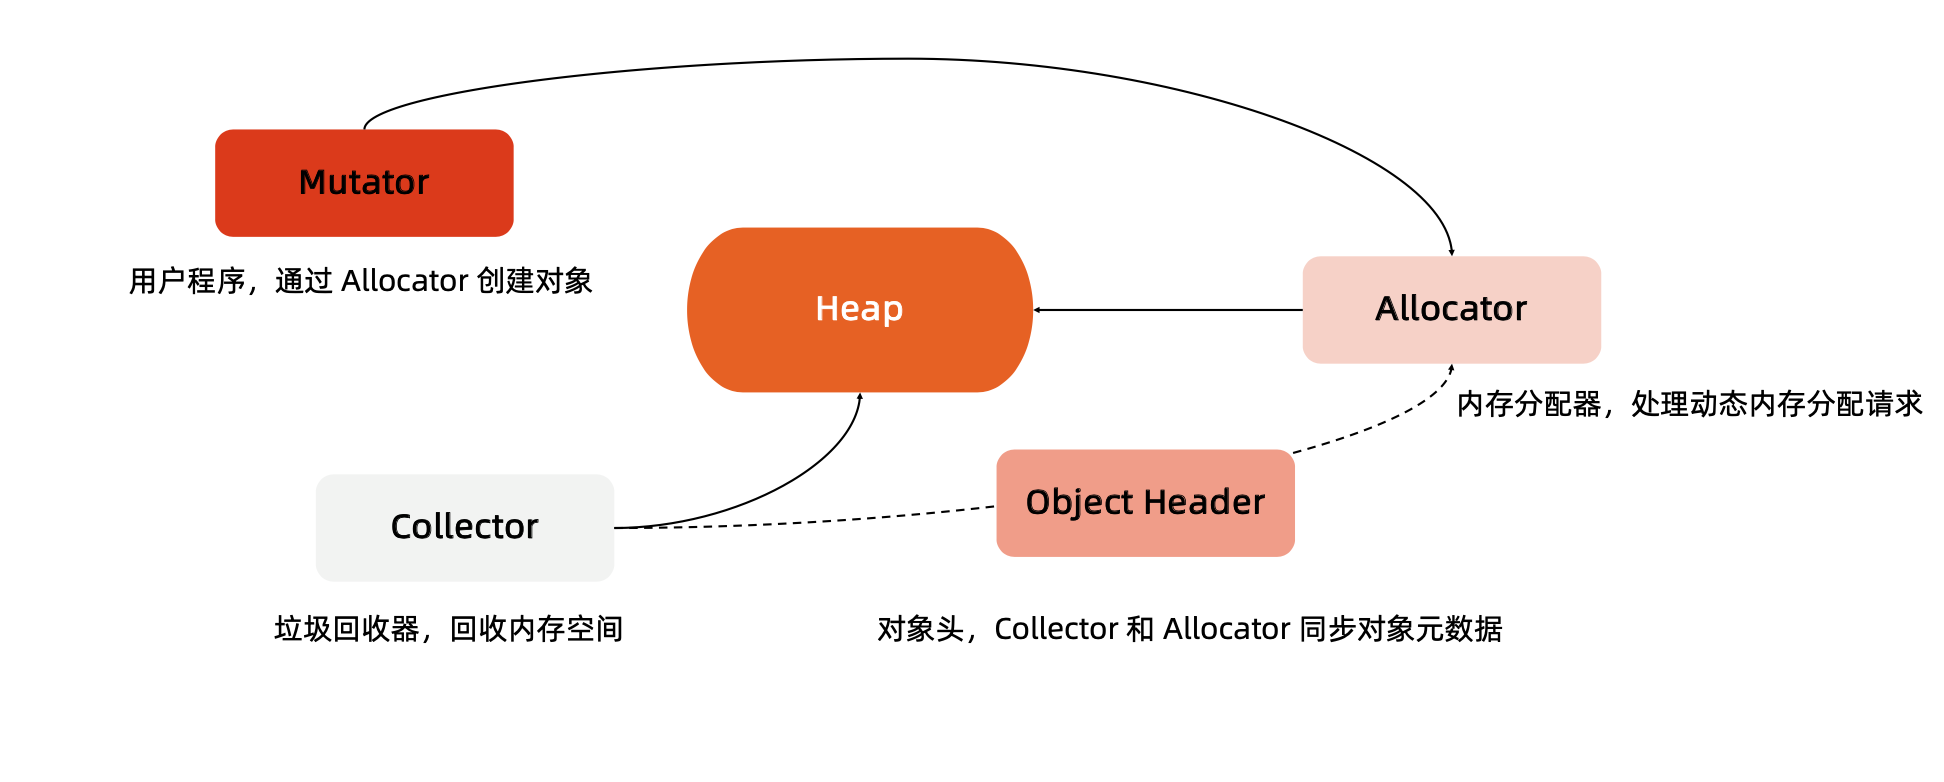 Mutator
用户程序，通过 Allocator 创建对象
Heap
Allocator
内存分配器，处理动态内存分配请求
Collector
垃圾回收器，回收内存空间
Object Header
对象头，Collector 和 Allocator 同步对象元数据